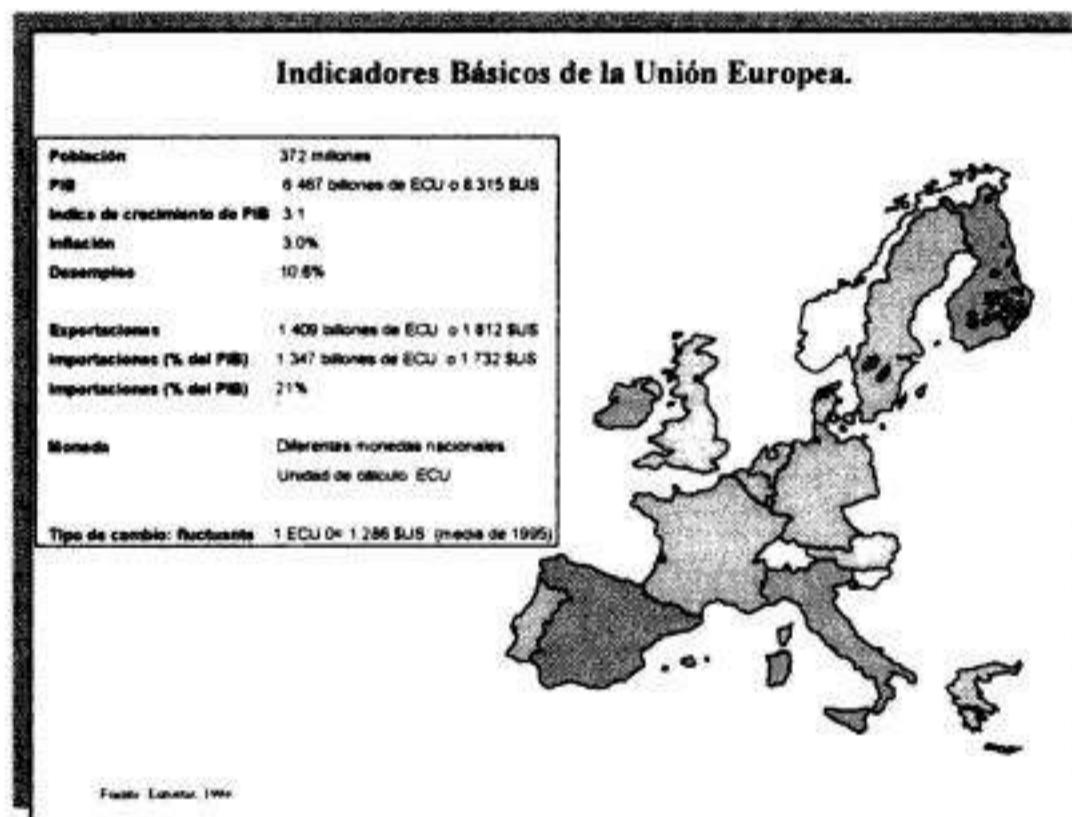 Indicadores Básicos de la Unión Europea.
Población 372 millones
PIB 6 467 billones de ECU o 8.315 $US
Indice de crecimiento de PIB 3.1
Inflación 3.0%
Desempleo 10.6%
Exportaciones 1 409 billones de ECU o 1 812 $US
Importaciones (% del PIB) 1 347 billones de ECU o 1 732 $US
Importaciones (% del PIB) 21%
Moneda Diferentes monedas nacionales
Unidad de cálculo ECU
Tipo de cambio: fluctuante 1 ECU 0= 1.286 $US (media de 1995)
Fuente